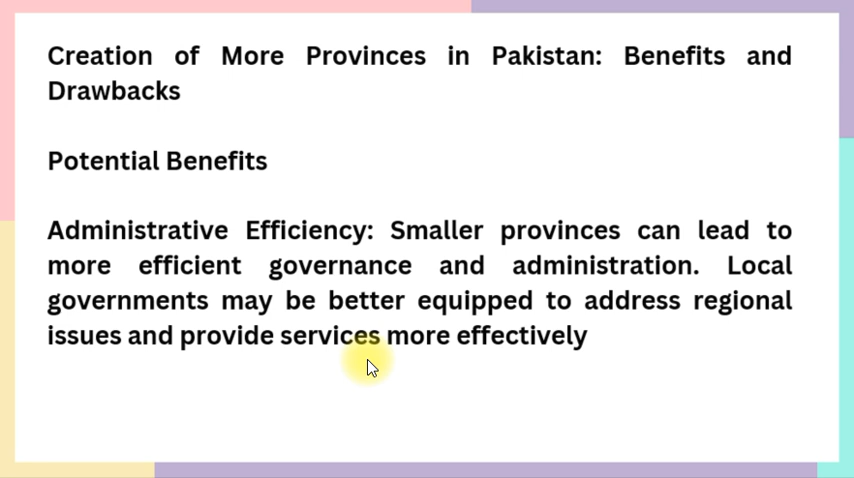 Creation of More Provinces in Pakistan: Benefits and
Drawbacks
Potential Benefits
Administrative Efficiency: Smaller provinces can lead to
more efficient governance and administration. Local
governments may be better equipped to address regional
issues and provide services more effectively